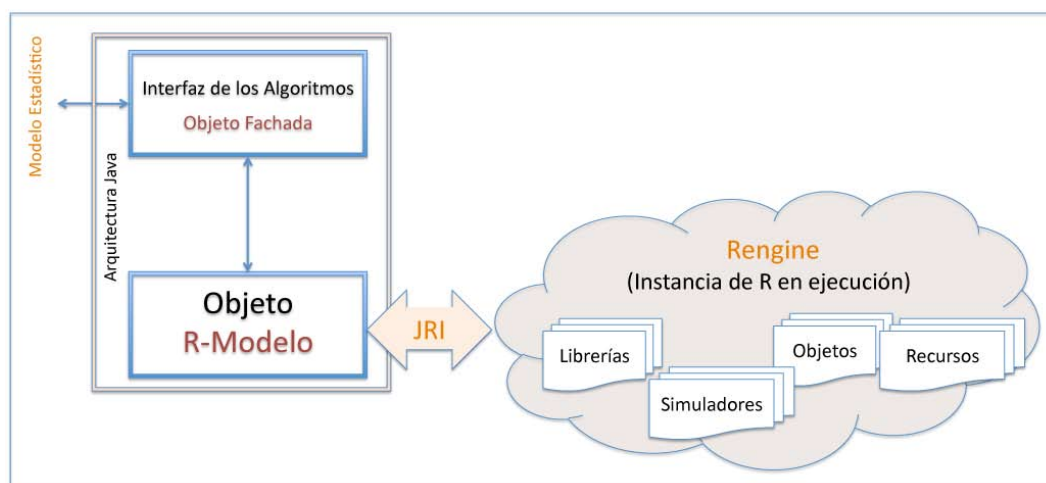 Modelo Estadístico
Arquitectura Java
Interfaz de los Algoritmos
Objeto Fachada
Objeto
R-Modelo
JRI
Rengine
(Instancia de R en ejecución)
Librerías
Simuladores
Objetos
Recursos